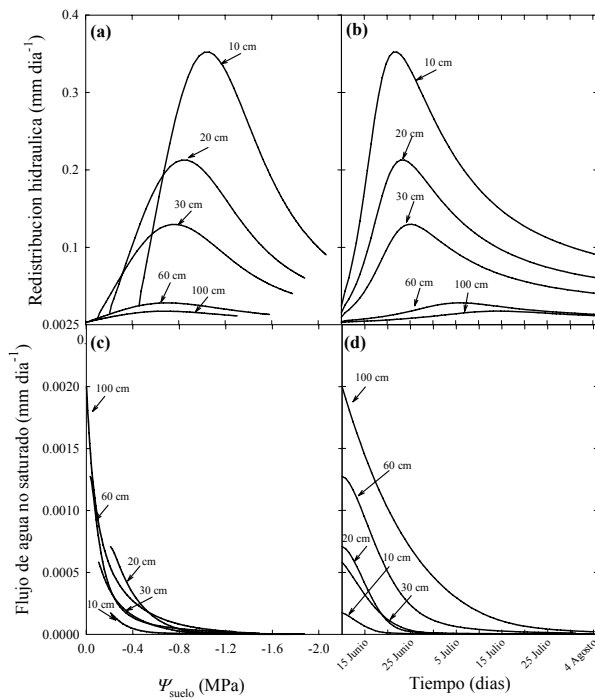 0.4
(a)
(b)
10 cm
10 cm
0.3
Redistribucion hidraulica (mm dia-1)
20 cm
20 cm
0.2
30 cm
30 cm
60 cm
60 cm
0.1
100 cm
100 cm
0.0025
0.
(c)
(d)
0.0020
100 cm
100 cm
Flujo de agua no saturado (mm dia-1)
0.0015
60 cm
60 cm
0.0010
20 cm
20 cm
10 cm
0.0005
30 cm
30 cm
10 cm
0.0000
0.0 -0.4 -0.8 -1.2 -1.6 -2.0
15 Junio 25 Junio 5 Julio 15 Julio 25 Julio 4 Agosto
Ψsuelo (MPa)
Tiempo (dias)